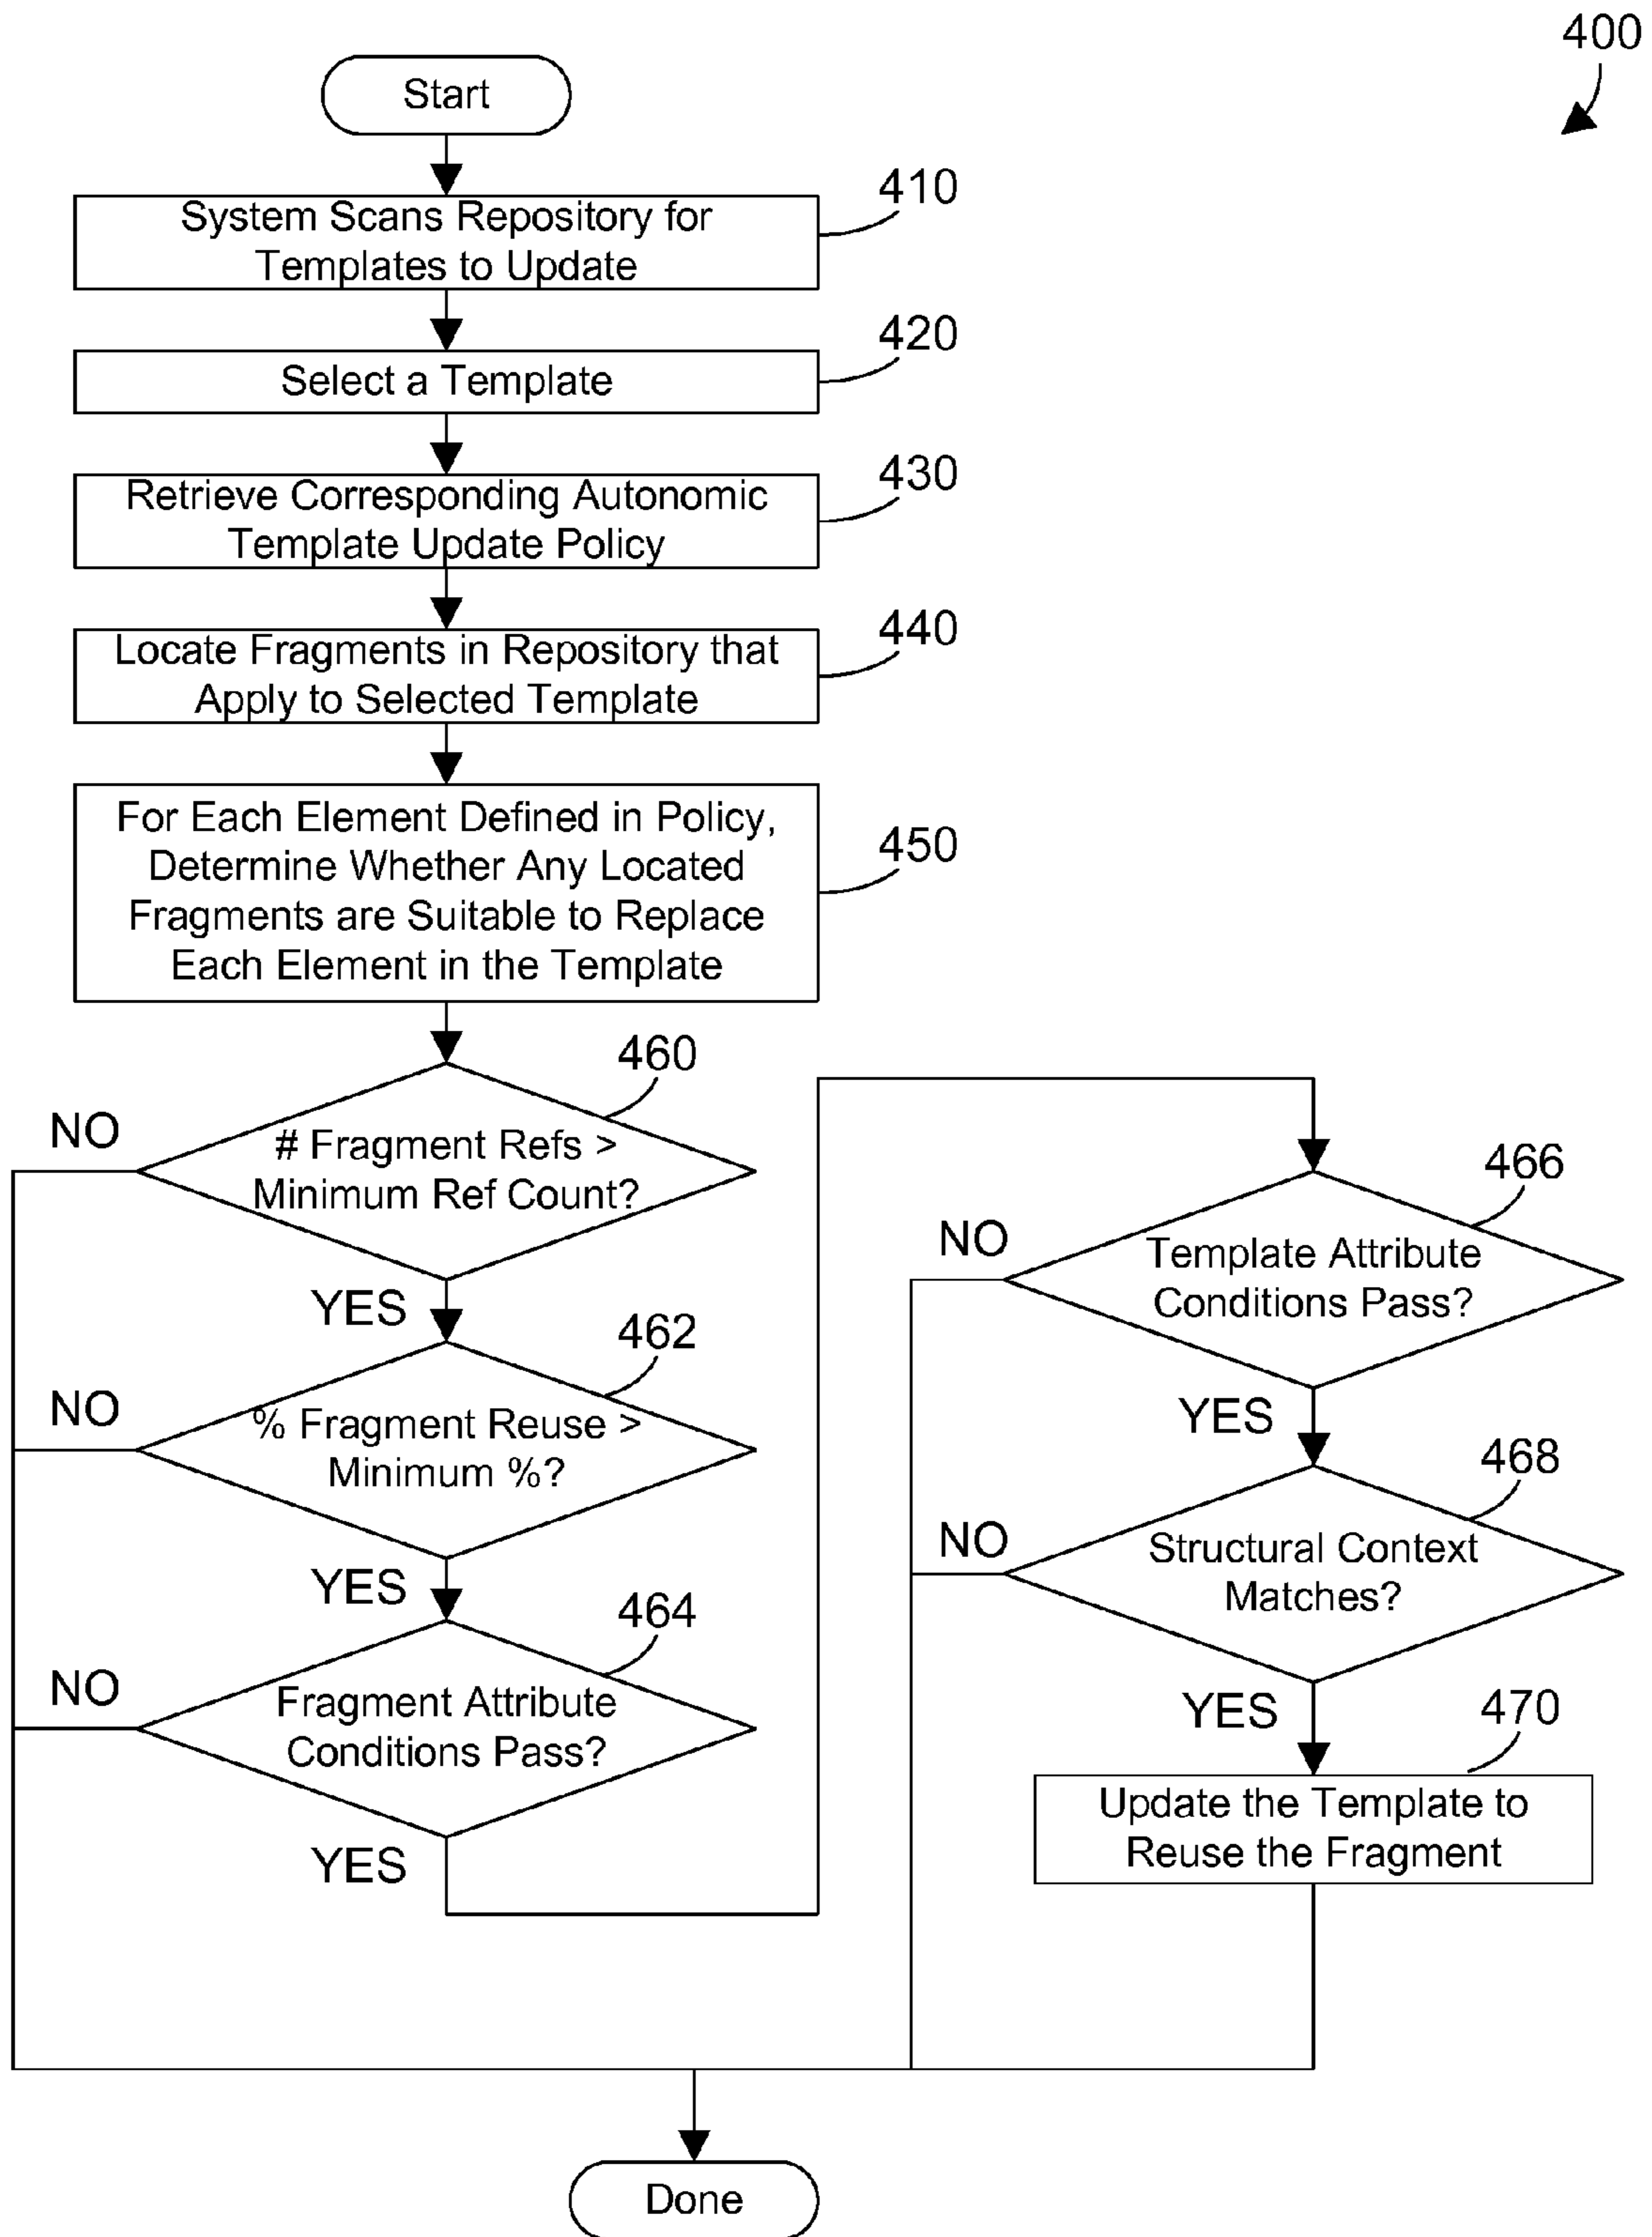 400
Start
410
System Scans Repository for
Templates to Update
420
Select a Template
430
Retrieve Corresponding Autonomic
Template Update Policy
440
Locate Fragments in Repository that
Apply to Selected Template
450
For Each Element Defined in Policy,
Determine Whether Any Located
Fragments are Suitable to Replace
Each Element in the Template
460
NO
# Fragment Refs >
Minimum Ref Count?
YES
462
NO
% Fragment Reuse >
Minimum %?
YES
464
NO
Fragment Attribute
Conditions Pass?
YES
466
NO
Template Attribute
Conditions Pass?
YES
468
NO
Structural Context
Matches?
YES
470
Update the Template to
Reuse the Fragment
Done